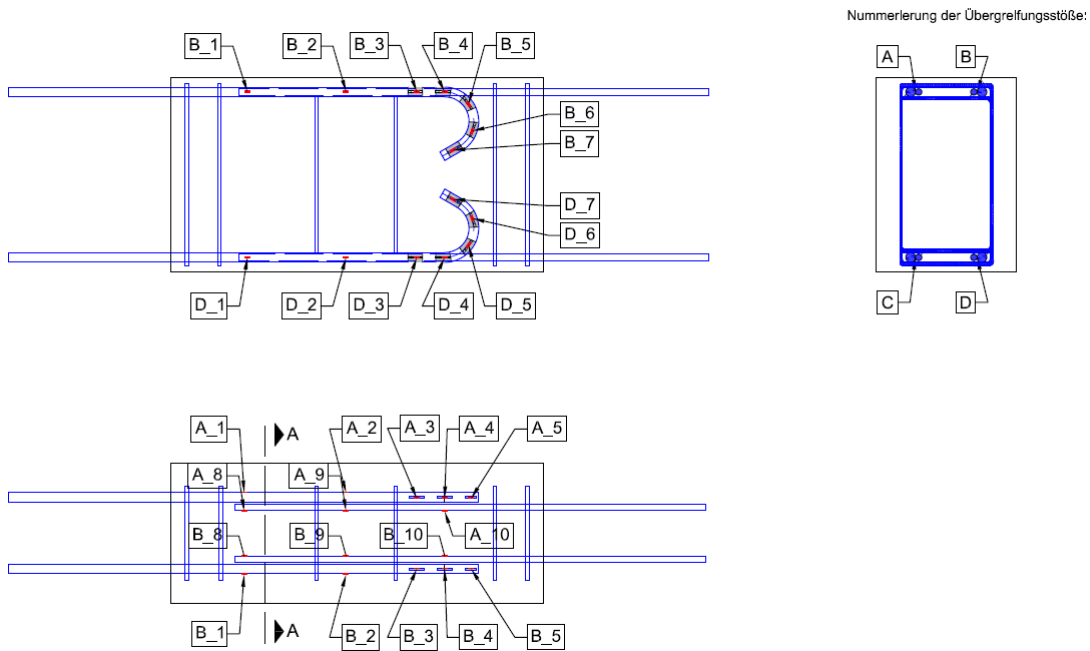 Nummerierung der Übergreifungsstöße:
B_1
B_2
B_3
B_4
B_5
A
B
B_6
B_7
D_7
D_6
D_1
D_2
D_3
D_4
D_5
C
D
A_1
A
A_2
A_3
A_4
A_5
A_8
A_9
B_8
B_9
B_10
A_10
B_1
A
B_2
B_3
B_4
B_5